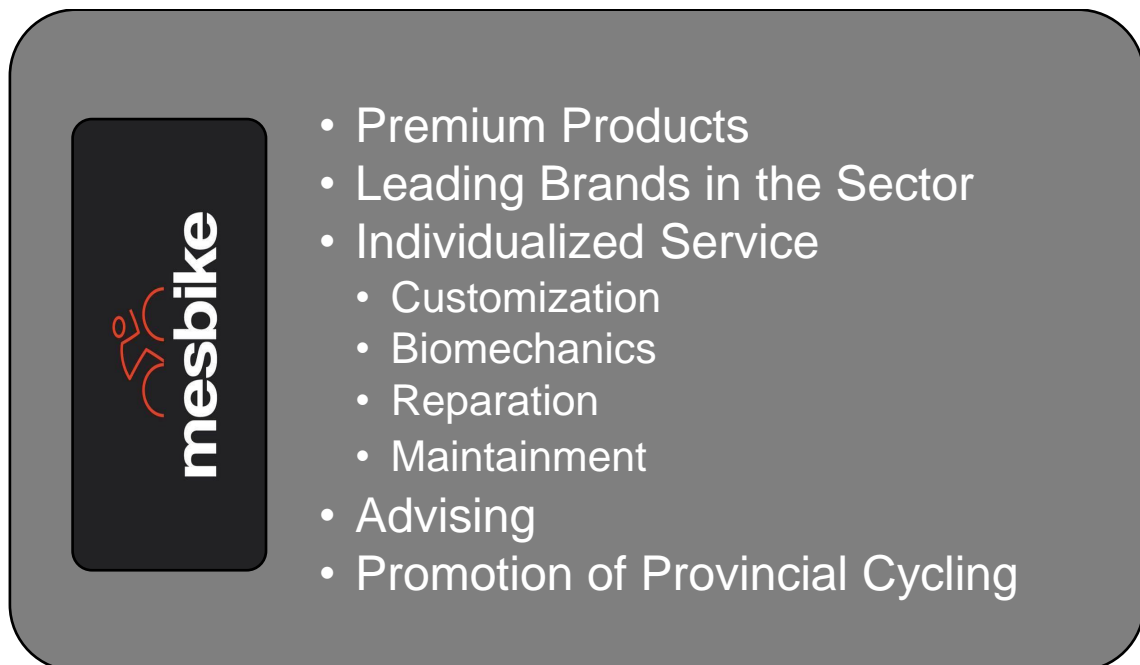 mesbike
• Premium Products
• Leading Brands in the Sector
• Individualized Service
• Customization
• Biomechanics
• Reparation
• Maintainment
• Advising
• Promotion of Provincial Cycling